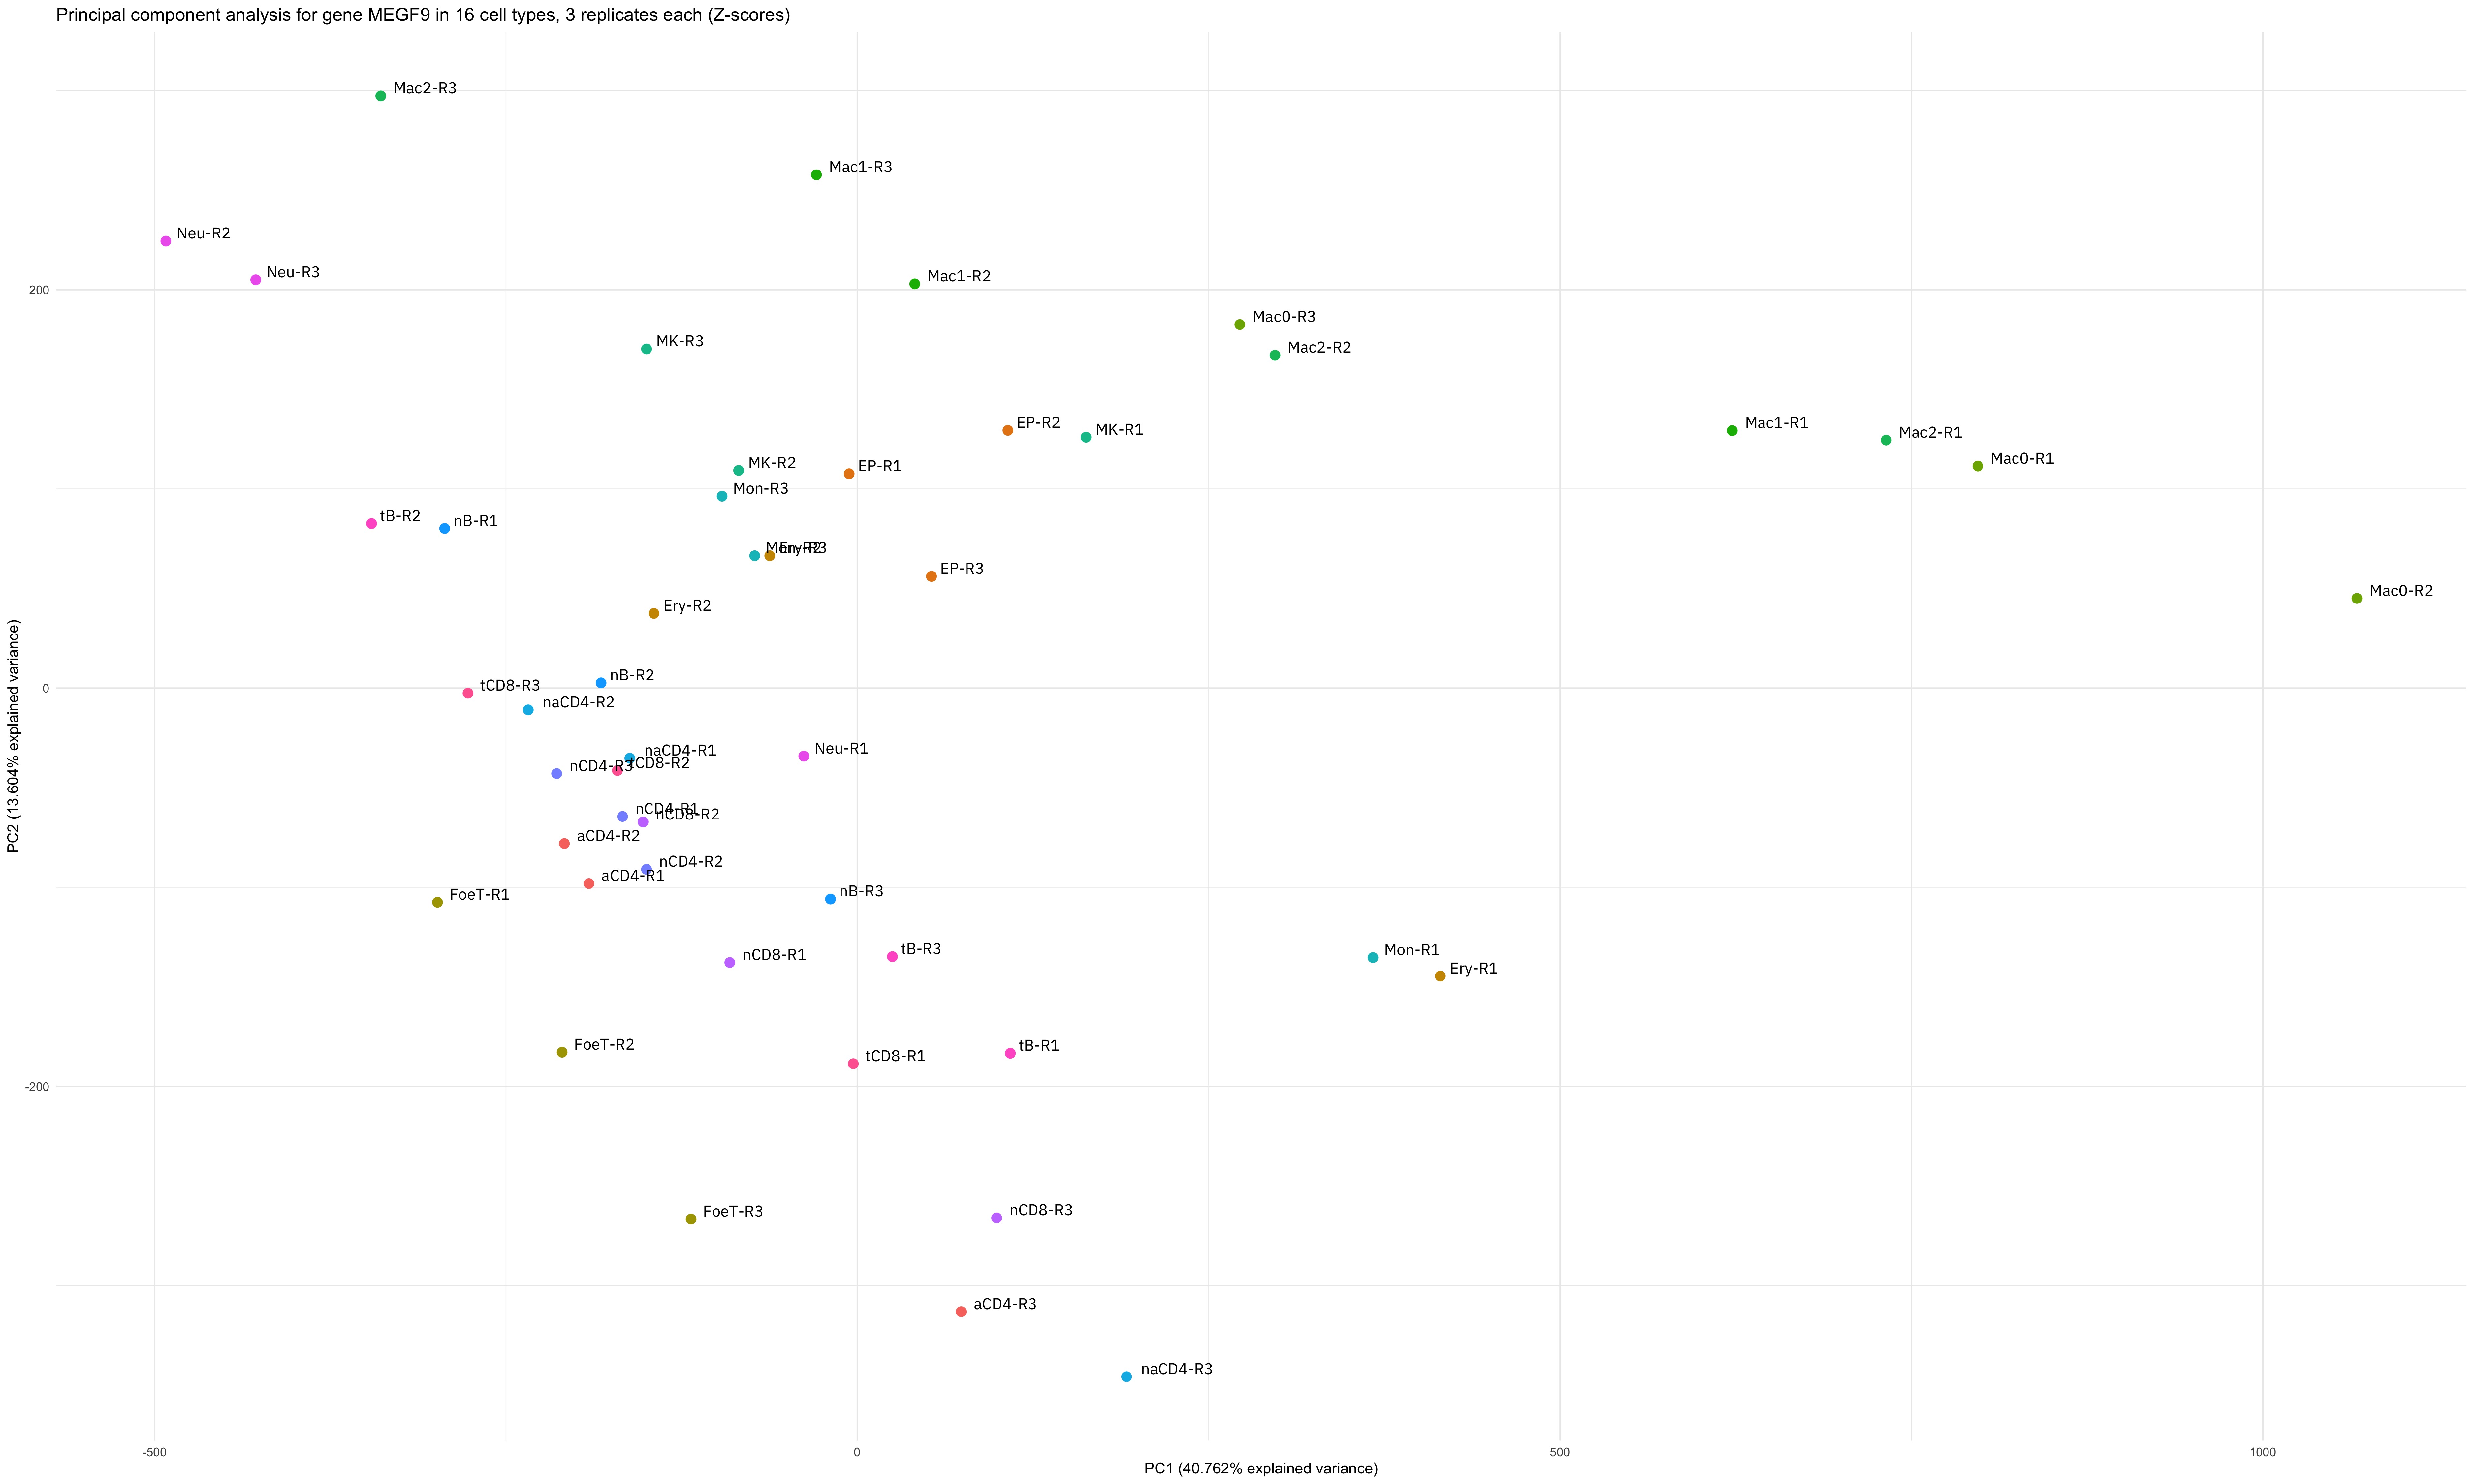 Principal component analysis for gene MEGF9 in 16 cell types, 3 replicates each (Z-scores)
Mac2-R3
Mac1-R3
Neu-R2
Neu-R3
Mac1-R2
200
Mac0-R3
MK-R3
Mac2-R2
EP-R2
MK-R1
Mac1-R1
Mac2-R1
MK-R2
EP-R1
Mac0-R1
Mon-R3
tB-R2
nB-R1
Mon-R2
Ery-R3
EP-R3
Mac0-R2
Ery-R2
nB-R2
tCD8-R3
0
naCD4-R2
naCD4-R1
Neu-R1
nCD4-R3
tCD8-R2
nCD4-R1
nCD8-R2
aCD4-R2
nCD4-R2
aCD4-R1
FoeT-R1
nB-R3
nCD8-R1
tB-R3
Mon-R1
Ery-R1
FoeT-R2
tCD8-R1
tB-R1
-200
FoeT-R3
nCD8-R3
aCD4-R3
naCD4-R3
PC2 (13.604% explained variance)
-500
0
500
1000
PC1 (40.762% explained variance)